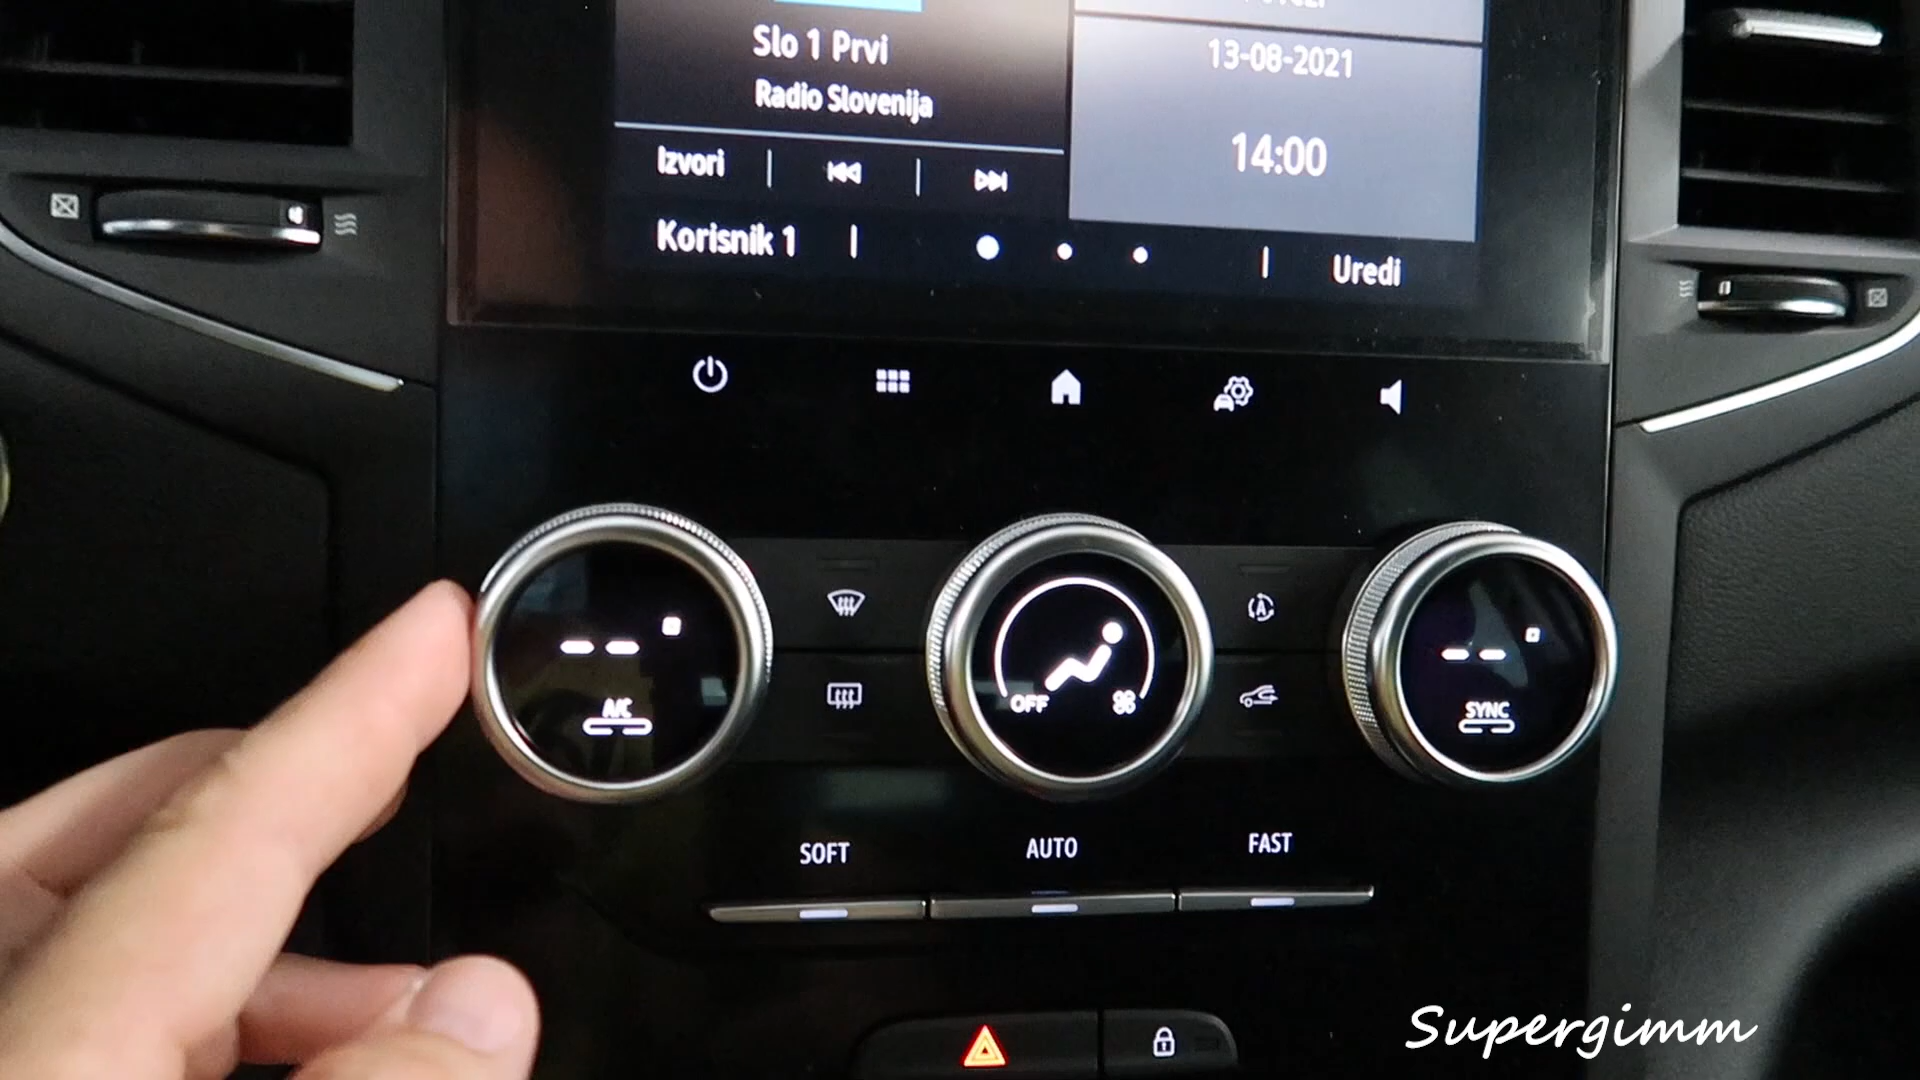 Slo 1 Prvi
Radio Slovenija
13-08-2021
14:00
Izvori
Korisnik 1
Uredi
A/C
OFF
A
SYNC
SOFT
AUTO
FAST
Supergimm